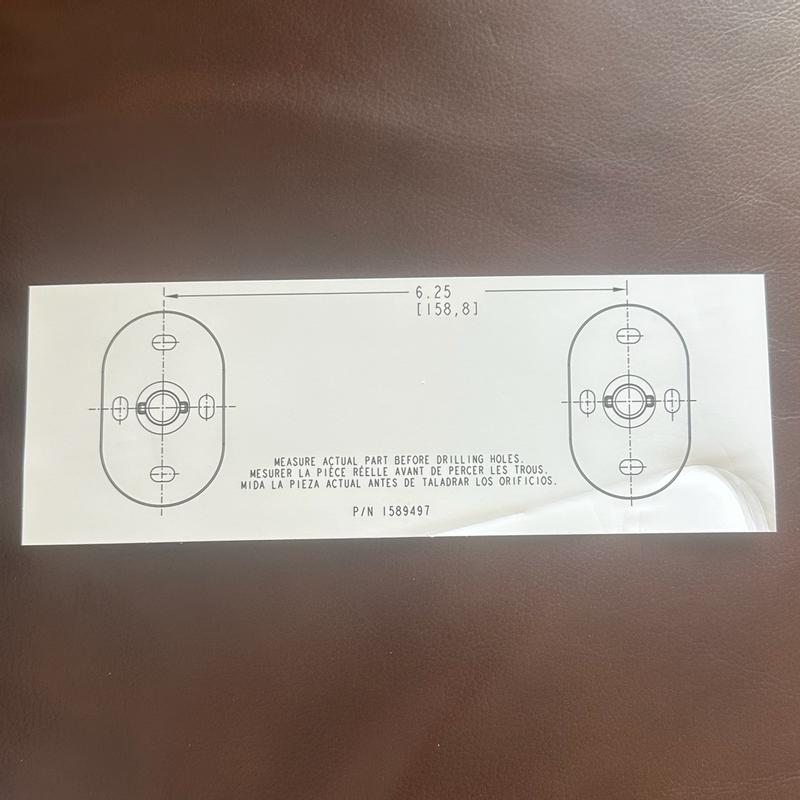 6.25
[158,8]
MEASURE ACTUAL PART BEFORE DRILLING HOLES.
MESURER LA PIÈCE RÉELLE AVANT DE PERCER LES TROUS.
MIDA LA PIEZA ACTUAL ANTES DE TALADRAR LOS ORIFICIOS.
P/N 1589497